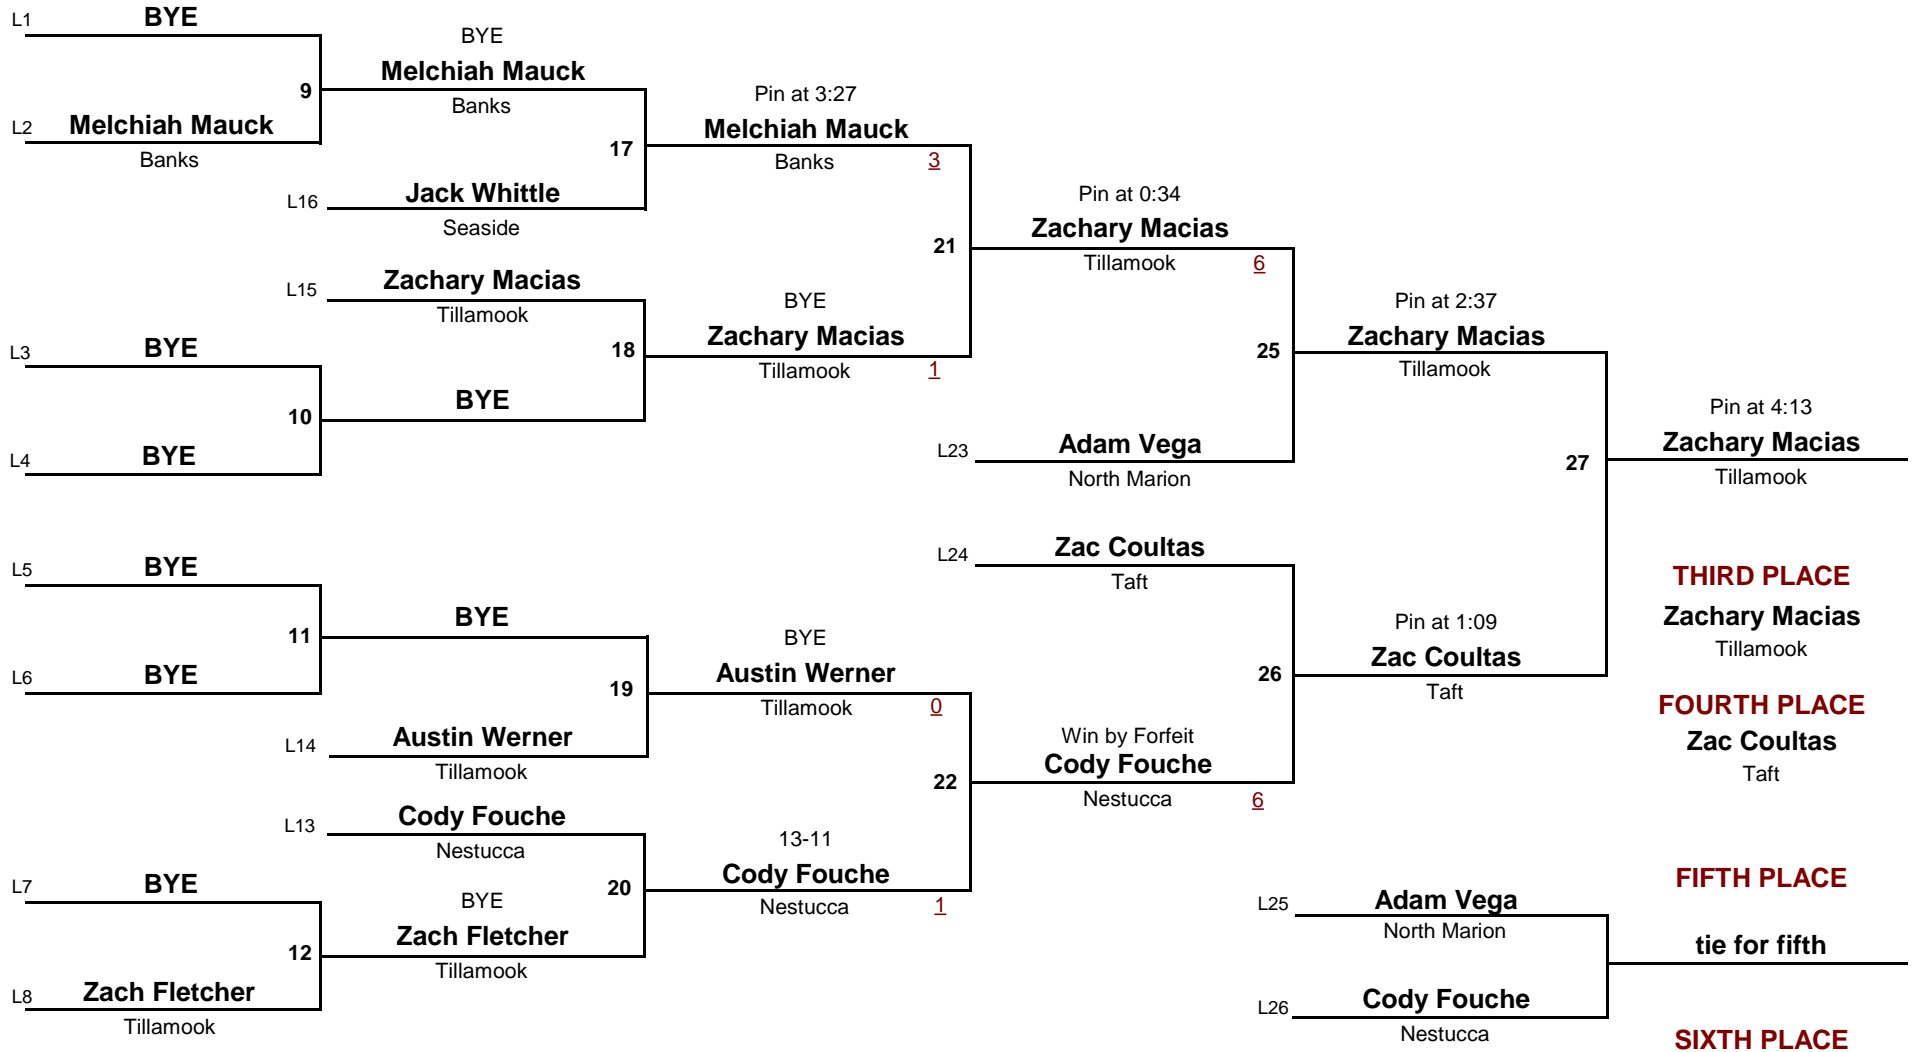 L1 BYE
9
L2 Melchiah Mauck
Banks
BYE
Melchiah Mauck
Banks
17
L16 Jack Whittle
Seaside
Pin at 3:27
Melchiah Mauck
Banks 3
21
L15 Zachary Macias
Tillamook
18
L3 BYE
10
L4 BYE
BYE
BYE
Zachary Macias
Tillamook 1
Pin at 0:34
Zachary Macias
Tillamook 6
25
L23 Adam Vega
North Marion
Pin at 2:37
Zachary Macias
Tillamook
27
Pin at 4:13
Zachary Macias
Tillamook
L5 BYE
11
L6 BYE
BYE
19
L14 Austin Werner
Tillamook
BYE
Austin Werner
Tillamook 0
22
L13 Cody Fouche
Nestucca
20
L7 BYE
12
L8 Zach Fletcher
Tillamook
BYE
Zach Fletcher
Tillamook
13-11
Cody Fouche
Nestucca 1
L24 Zac Coultas
Taft
26
Win by Forfeit
Cody Fouche
Nestucca 6
Pin at 1:09
Zac Coultas
Taft
THIRD PLACE
Zachary Macias
Tillamook
FOURTH PLACE
Zac Coultas
Taft
L25 Adam Vega
North Marion
L26 Cody Fouche
Nestucca
FIFTH PLACE
tie for fifth
SIXTH PLACE